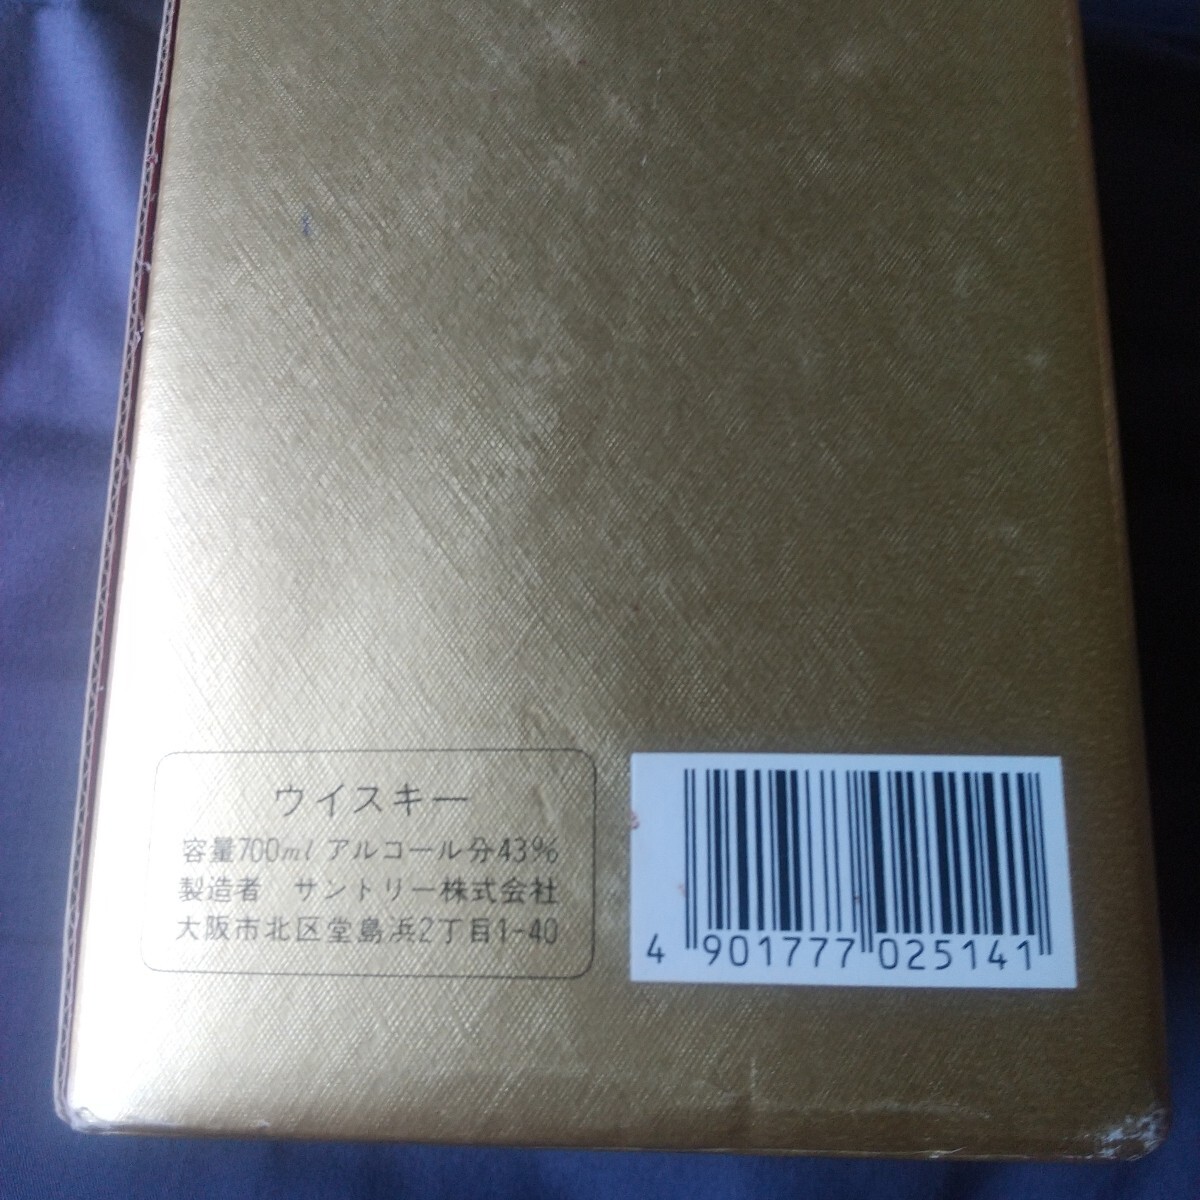 ウイスキー
容量700ml アルコール分43%
製造者　サントリー株式会社
大阪市北区堂島浜2丁目1-40
4 901777 025141